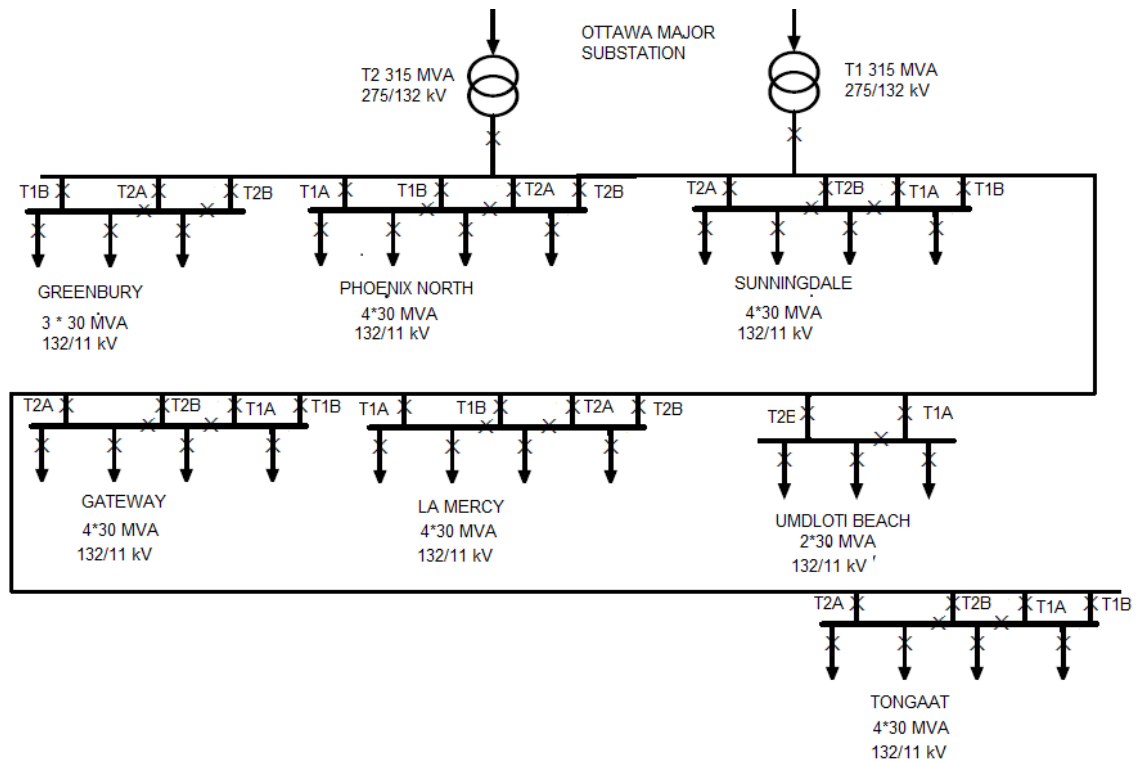 OTTAWA MAJOR
SUBSTATION
T2 315 MVA
275/132 kV
T1 315 MVA
275/132 kV
T1B T2A T2B T1A T1B T2A T2B T2A T2B T1A T1B
GREENBURY
3 * 30 MVA
132/11 kV
PHOENIX NORTH
4*30 MVA
132/11 kV
SUNNINGDALE
4*30 MVA
132/11 kV
T2A T2B T1A T1B T1A T1B T2A T2B T2E T1A
GATEWAY
4*30 MVA
132/11 kV
LA MERCY
4*30 MVA
132/11 kV
UMDLOTI BEACH
2*30 MVA
132/11 kV
T2A T2B T1A T1B
TONGAAT
4*30 MVA
132/11 kV